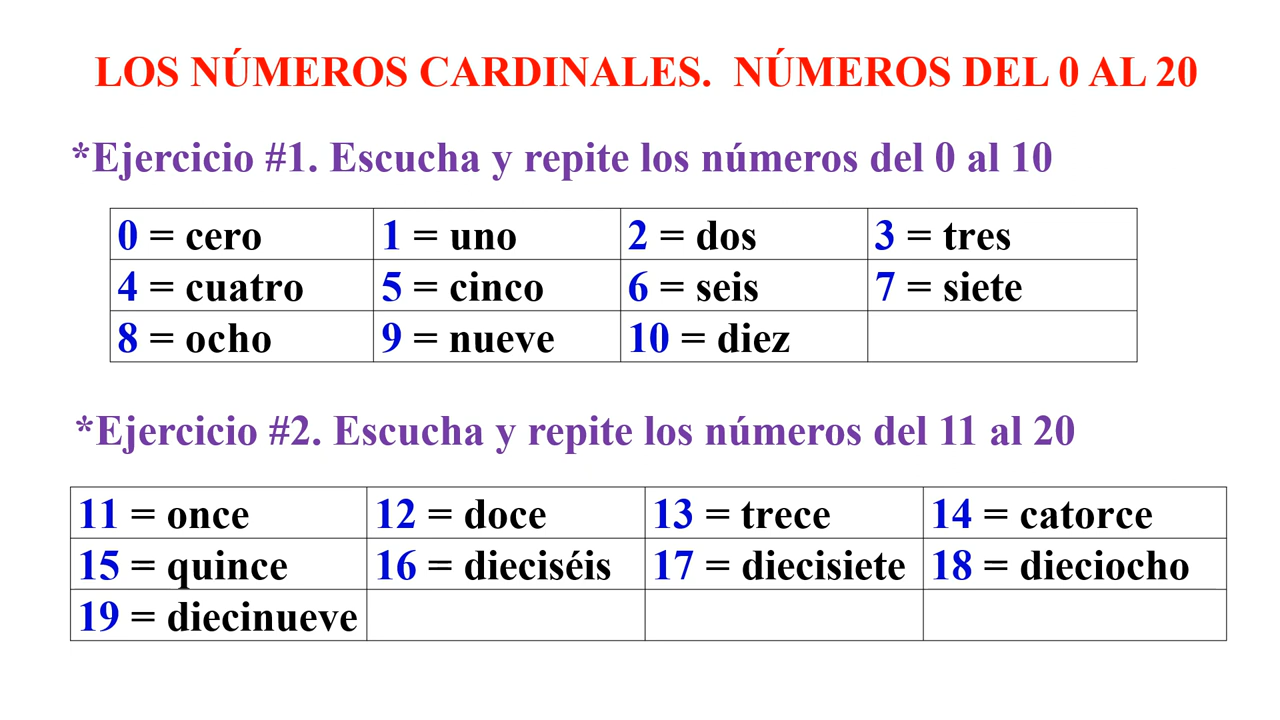 LOS NÚMEROS CARDINALES.  NÚMEROS DEL 0 AL 20
*Ejercicio #1. Escucha y repite los números del 0 al 10
0 = cero 1 = uno 2 = dos 3 = tres
4 = cuatro 5 = cinco 6 = seis 7 = siete
8 = ocho 9 = nueve 10 = diez
*Ejercicio #2. Escucha y repite los números del 11 al 20
11 = once 12 = doce 13 = trece 14 = catorce
15 = quince 16 = dieciséis 17 = diecisiete 18 = dieciocho
19 = diecinueve